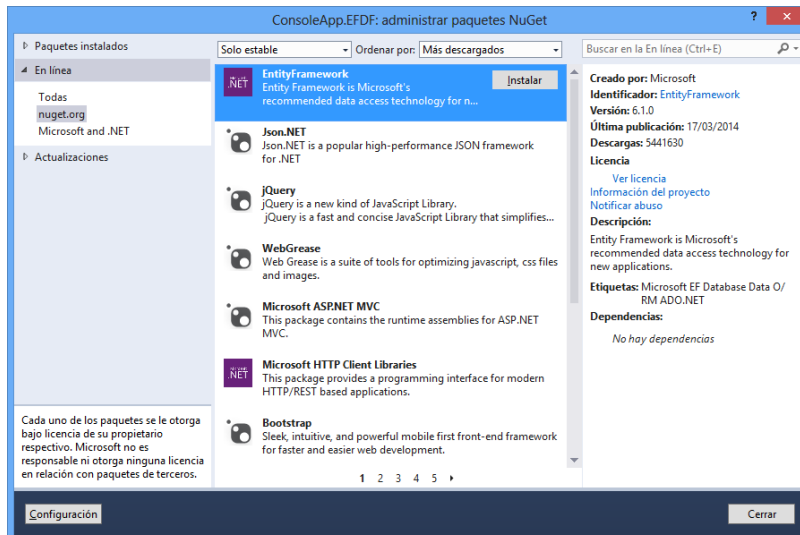 ConsoleApp.EFDF: administrar paquetes NuGet
?
Paquetes instalados
En línea
Todas
nuget.org
Microsoft and .NET
Actualizaciones
Cada uno de los paquetes se le otorga
bajo licencia de su propietario
respectivo. Microsoft no es
responsable ni otorga ninguna licencia
en relación con paquetes de terceros.
Solo estable
Ordenar por: Más descargados
.NET
EntityFramework
Entity Framework is Microsoft's
recommended data access technology for n...
Instalar
Json.NET
Json.NET is a popular high-performance JSON framework
for .NET
jQuery
jQuery is a new kind of JavaScript Library.
jQuery is a fast and concise JavaScript Library that simplifies...
WebGrease
Web Grease is a suite of tools for optimizing javascript, css files
and images.
Microsoft ASP.NET MVC
This package contains the runtime assemblies for ASP.NET
MVC.
.NET
Microsoft HTTP Client Libraries
This package provides a programming interface for modern
HTTP/REST based applications.
Bootstrap
Sleek, intuitive, and powerful mobile first front-end framework
for faster and easier web development.
1 2 3 4 5
Buscar en la En línea (Ctrl+E)
Creado por: Microsoft
Identificador: EntityFramework
Versión: 6.1.0
Última publicación: 17/03/2014
Descargas: 5441630
Licencia
Ver licencia
Información del proyecto
Notificar abuso
Descripción:
Entity Framework is Microsoft's
recommended data access technology for
new applications.
Etiquetas: Microsoft EF Database Data O/
RM ADO.NET
Dependencias:
No hay dependencias
Configuración
Cerrar